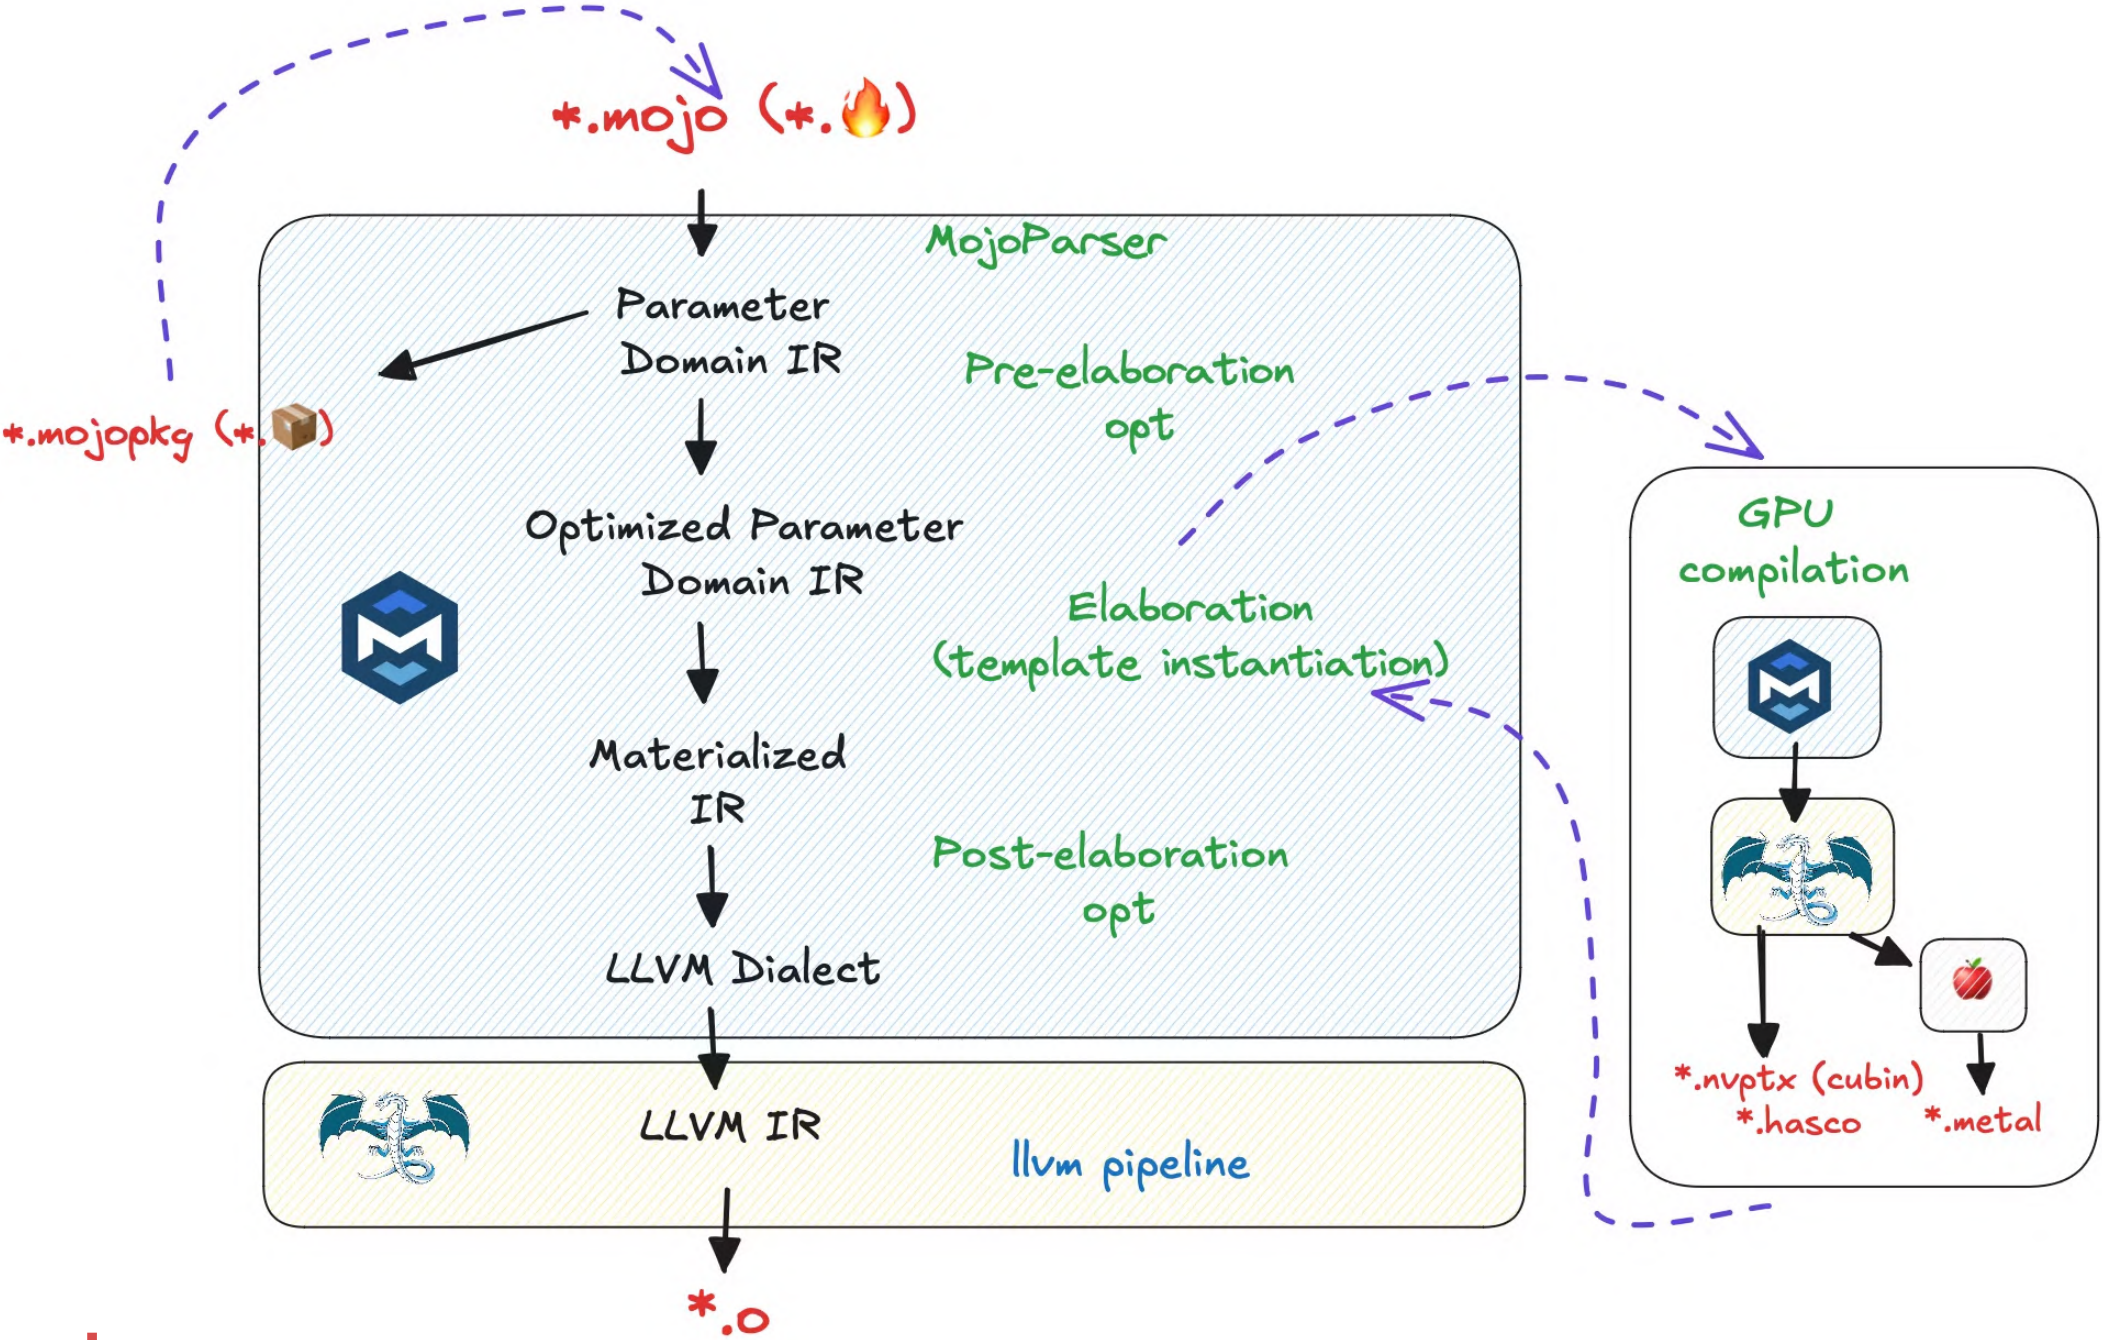 *.mojo (*.🔥)
MojoParser
Parameter
Domain IR
Pre-elaboration
opt
*.mojopkg (*.📦)
Optimized Parameter
Domain IR
Elaboration
(template instantiation)
Materialized
IR
Post-elaboration
opt
LLVM Dialect
LLVM IR
llvm pipeline
*.o
GPU
compilation
*.nvptx (cubin)
*.hasco
*.metal